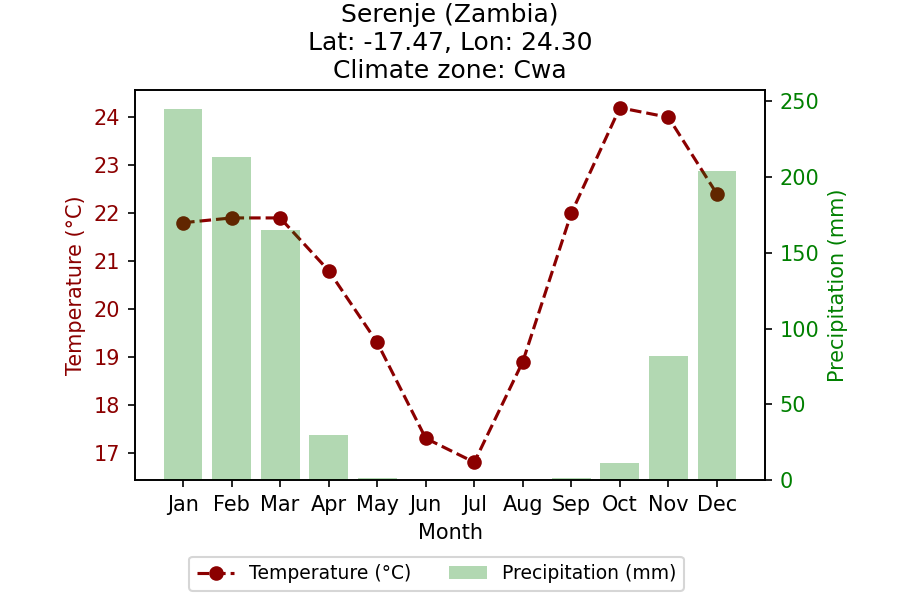 Serenje (Zambia)
Lat: -17.47, Lon: 24.30
Climate zone: Cwa
Temperature (°C)
24
23
22
21
20
19
18
17
Precipitation (mm)
250
200
150
100
50
0
Jan Feb Mar Apr May Jun Jul Aug Sep Oct Nov Dec
Month
Temperature (°C) Precipitation (mm)